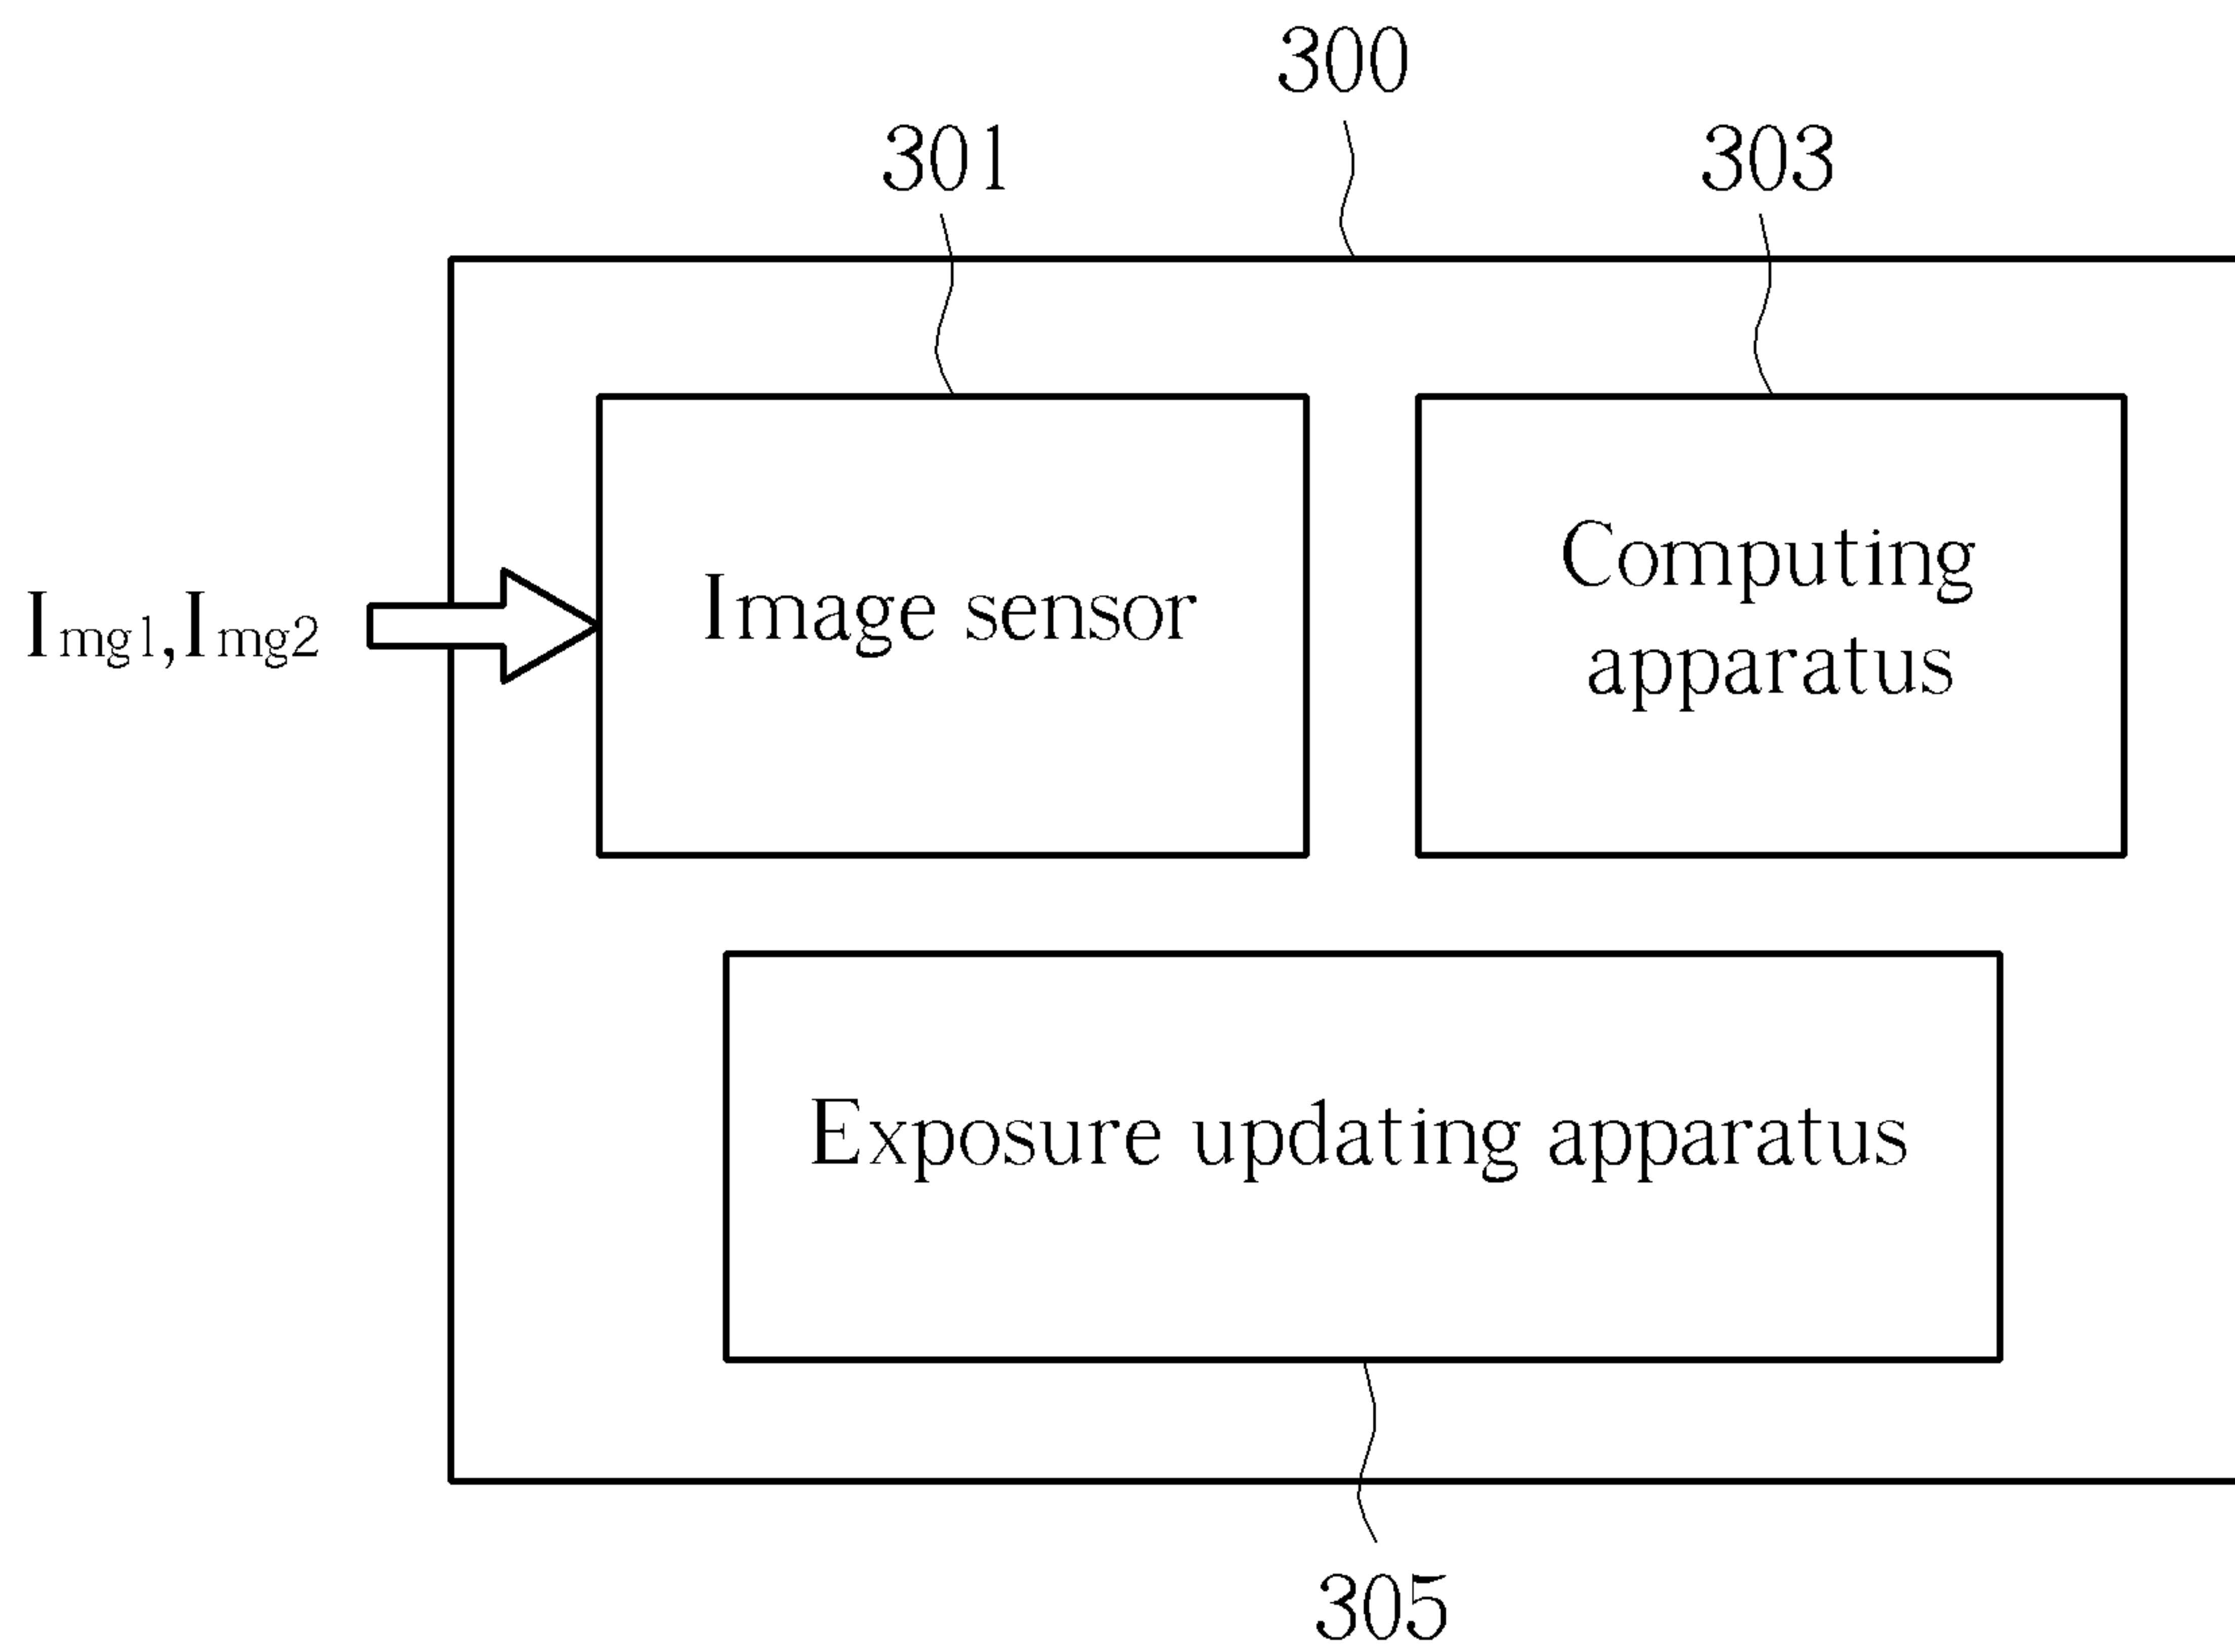 300
301
303
Img1,Img2
Image sensor
Computing
apparatus
Exposure updating apparatus
305